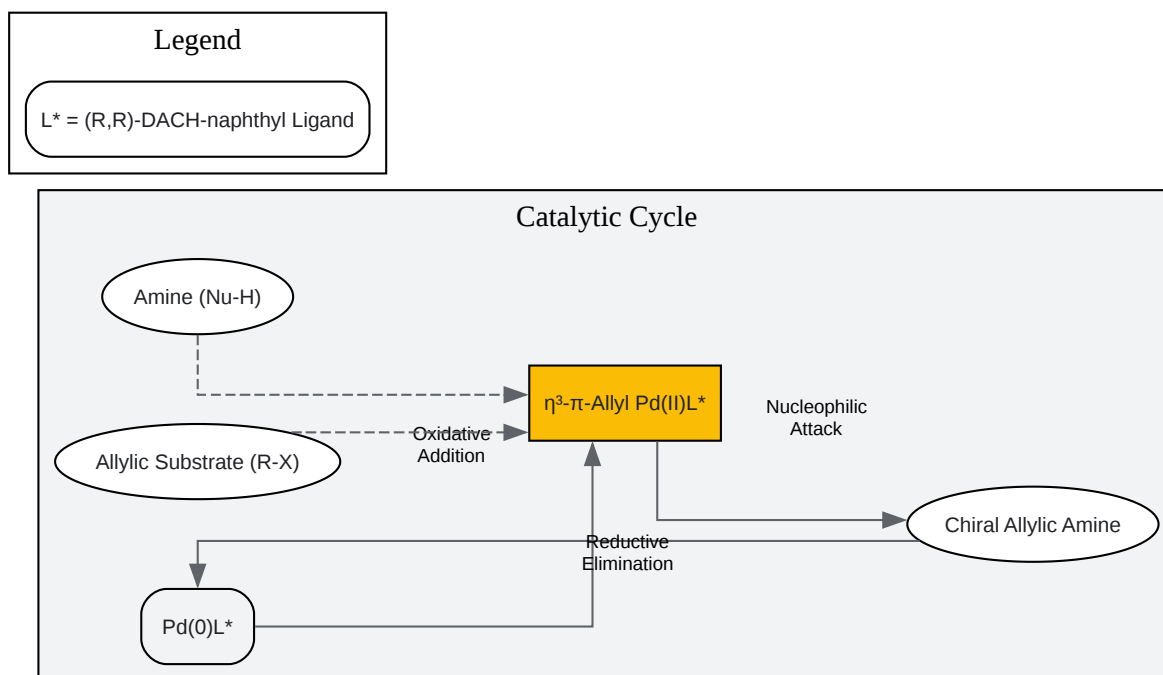 Legend
L* = (R,R)-DACH-naphthyl Ligand
Catalytic Cycle
Amine (Nu-H)
η³-π-Allyl Pd(II)L*
Nucleophilic
Attack
Oxidative
Addition
Allylic Substrate (R-X)
Chiral Allylic Amine
Reductive
Elimination
Pd(0)L*